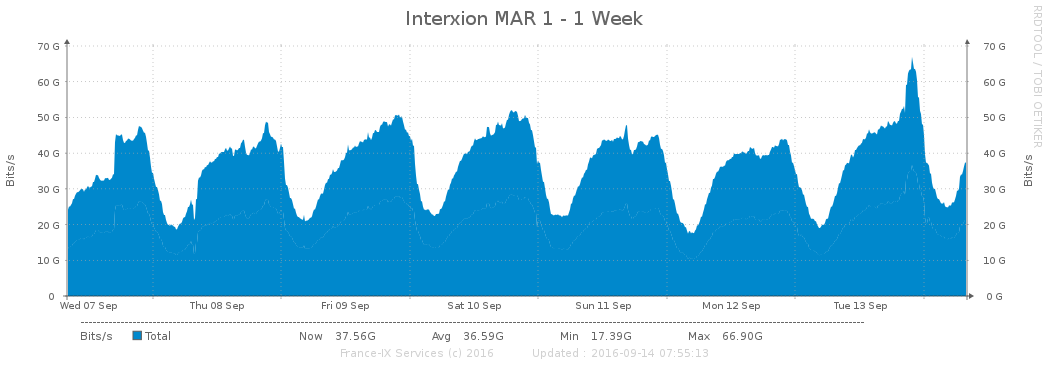 Interxion MAR 1 - 1 Week
RRDTOOL / TOBI OETIKER
Bits/s
70 G 70 G
60 G 60 G
50 G 50 G
40 G 40 G
30 G 30 G
20 G 20 G
10 G 10 G
0 0 G
Bits/s
Wed 07 Sep Thu 08 Sep Fri 09 Sep Sat 10 Sep Sun 11 Sep Mon 12 Sep Tue 13 Sep
Bits/s Total Now 37.56G Avg 36.59G Min 17.39G Max 66.90G
France-IX Services (c) 2016 Updated : 2016-09-14 07:55:13